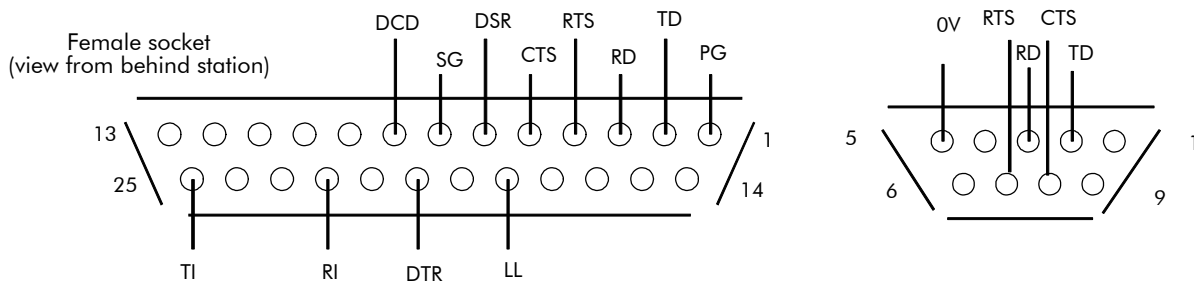 DCD DSR RTS TD
Female socket
(view from behind station)
SG CTS RD PG
0V RTS CTS
RD TD
13 1
25 14
5 1
6 9
TI RI DTR LL